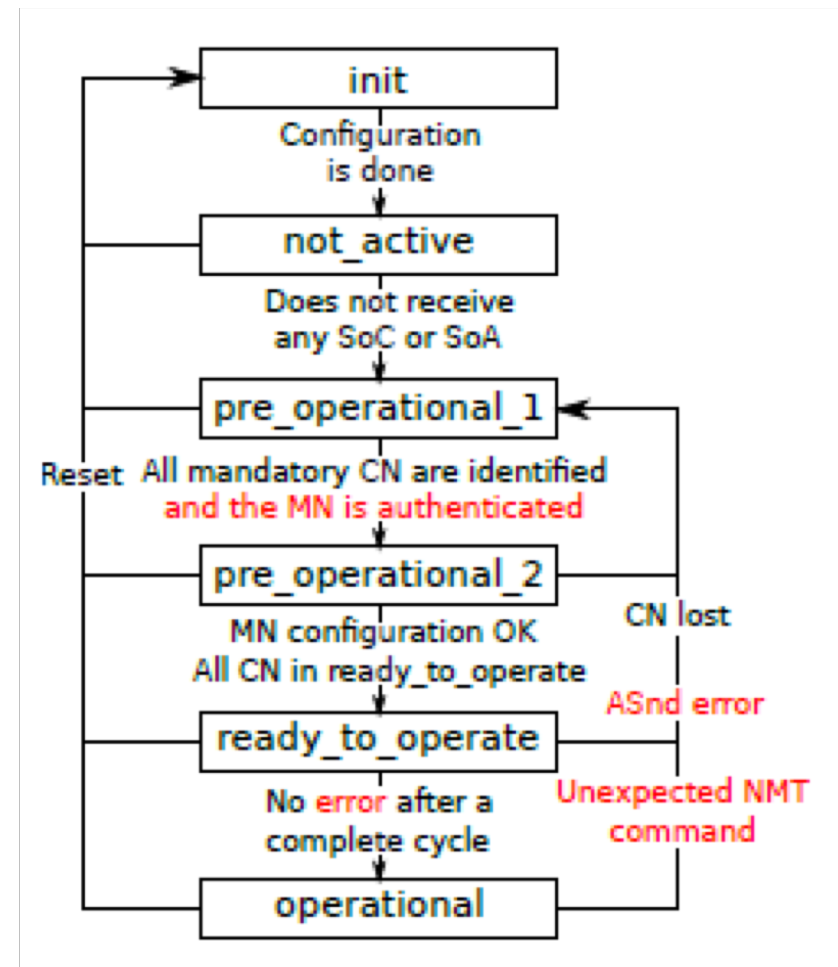 init
Configuration
is done
not_active
Does not receive
any SoC or SoA
pre_operational_1
Reset
All mandatory CN are identified
and the MN is authenticated
pre_operational_2
MN configuration OK
All CN in ready_to_operate
CN lost
ASnd error
ready_to_operate
No error after a
complete cycle
Unexpected NMT
command
operational